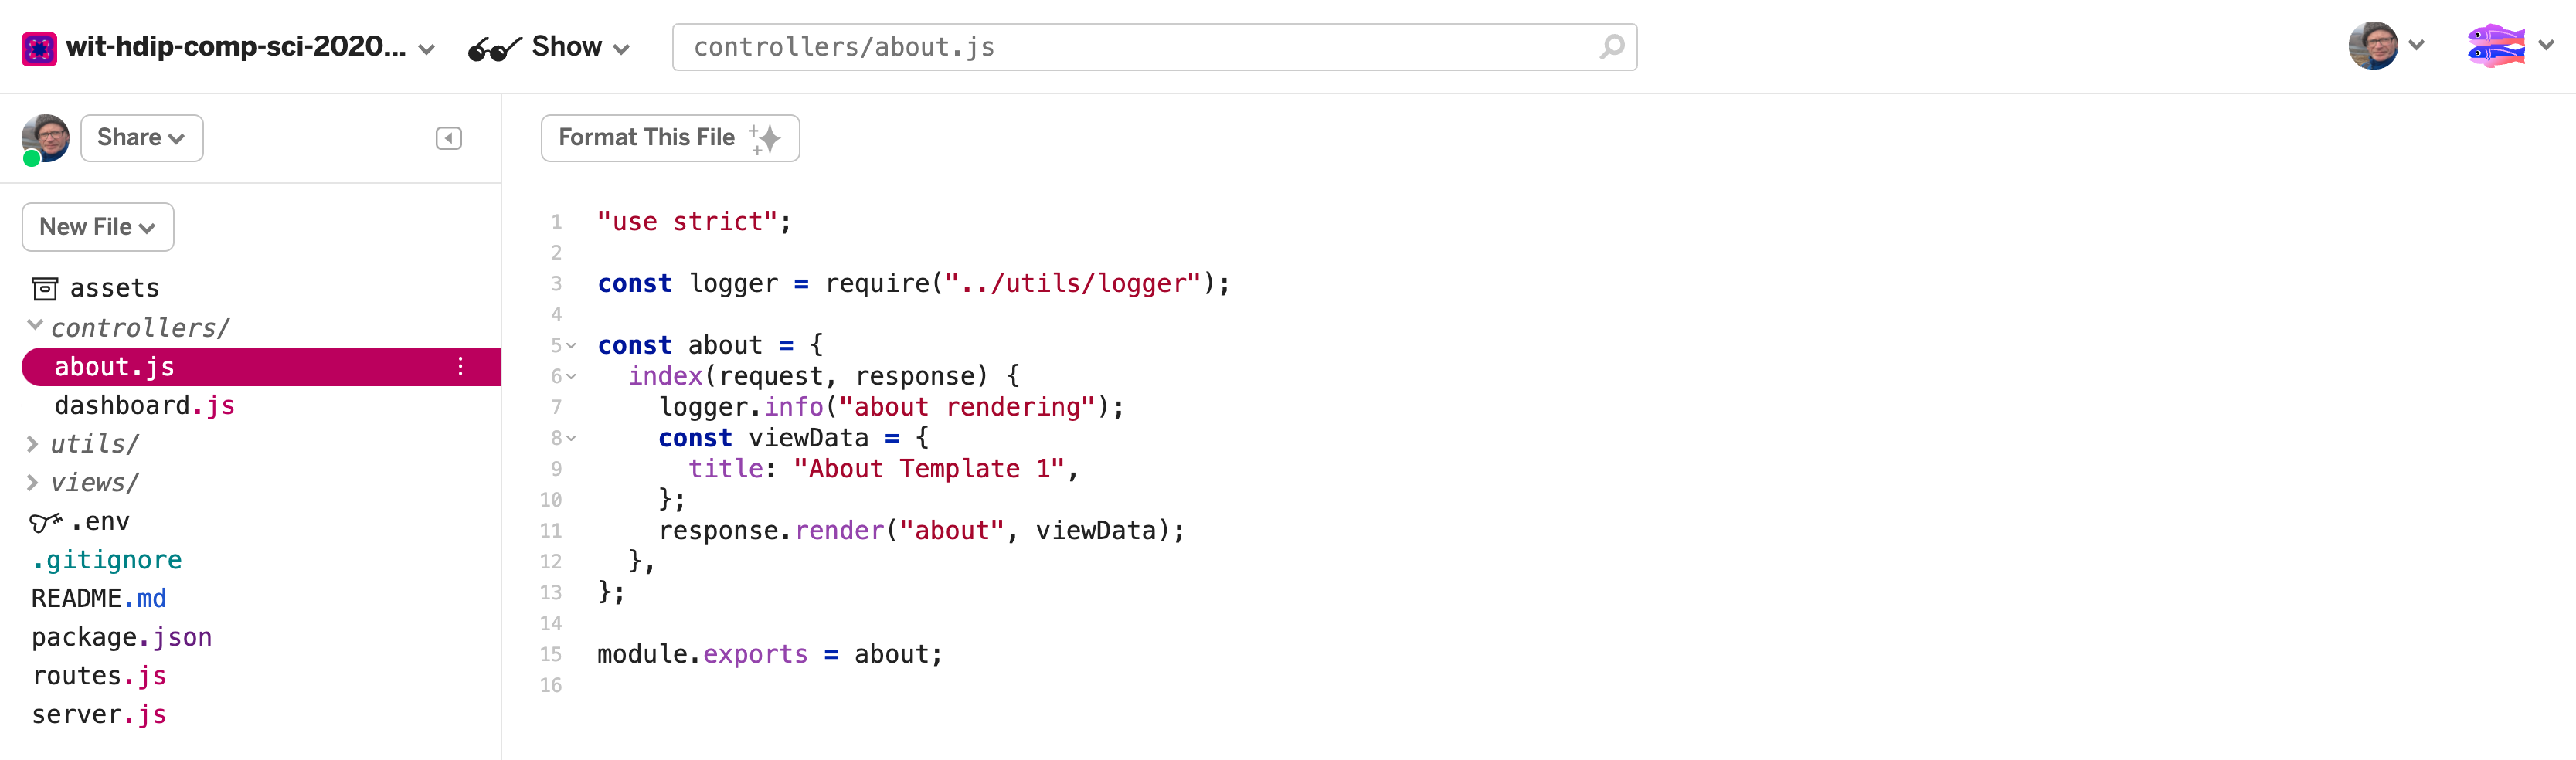 wit-hdip-comp-sci-2020... Show controllers/about.js
Share
New File
assets
controllers/
about.js
dashboard.js
utils/
views/
.env
.gitignore
README.md
package.json
routes.js
server.js
Format This File
1 "use strict";
2
3 const logger = require("../utils/logger");
4
5 const about = {
6   index(request, response) {
7     logger.info("about rendering");
8     const viewData = {
9       title: "About Template 1",
10     };
11     response.render("about", viewData);
12   },
13 };
14
15 module.exports = about;
16